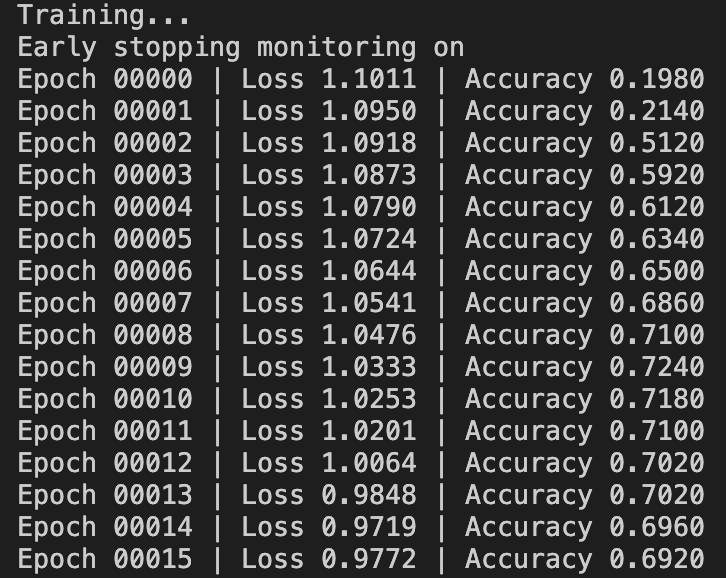 Training...
Early stopping monitoring on
Epoch 00000 | Loss 1.1011 | Accuracy 0.1980
Epoch 00001 | Loss 1.0950 | Accuracy 0.2140
Epoch 00002 | Loss 1.0918 | Accuracy 0.5120
Epoch 00003 | Loss 1.0873 | Accuracy 0.5920
Epoch 00004 | Loss 1.0790 | Accuracy 0.6120
Epoch 00005 | Loss 1.0724 | Accuracy 0.6340
Epoch 00006 | Loss 1.0644 | Accuracy 0.6500
Epoch 00007 | Loss 1.0541 | Accuracy 0.6860
Epoch 00008 | Loss 1.0476 | Accuracy 0.7100
Epoch 00009 | Loss 1.0333 | Accuracy 0.7240
Epoch 00010 | Loss 1.0253 | Accuracy 0.7180
Epoch 00011 | Loss 1.0201 | Accuracy 0.7100
Epoch 00012 | Loss 1.0064 | Accuracy 0.7020
Epoch 00013 | Loss 0.9848 | Accuracy 0.7020
Epoch 00014 | Loss 0.9719 | Accuracy 0.6960
Epoch 00015 | Loss 0.9772 | Accuracy 0.6920